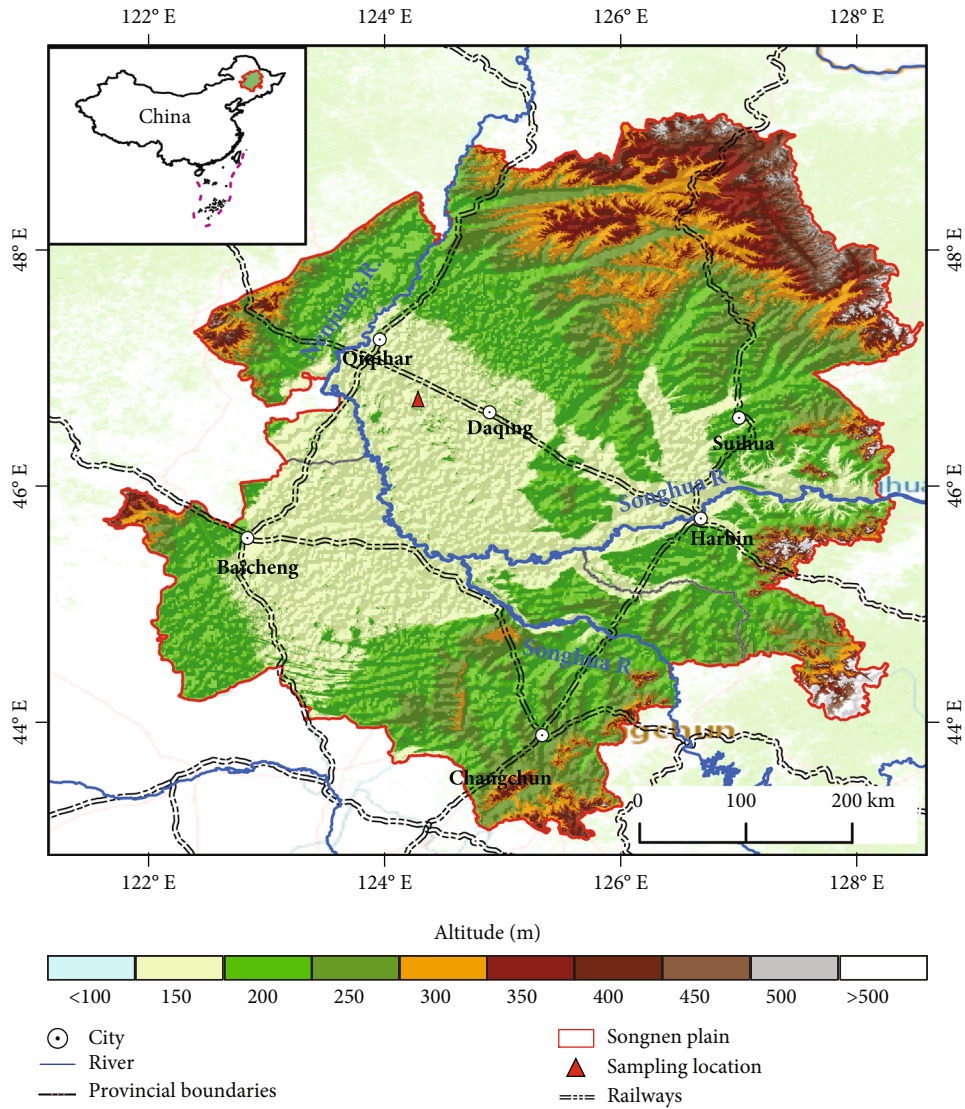 122° E 124° E 126° E 128° E
China
48° E
48° E
Nenjiang R.
Qiqihar
Daqing
Suihua
46° E
46° E
Songhua R
Harbin
Baicheng
Songhua R
44° E
44° E
Changchun
0 100 200 km
122° E 124° E 126° E 128° E
Altitude (m)
<100 150 200 250 300 350 400 450 500 >500
City
River
Provincial boundaries
Songnen plain
Sampling location
Railways